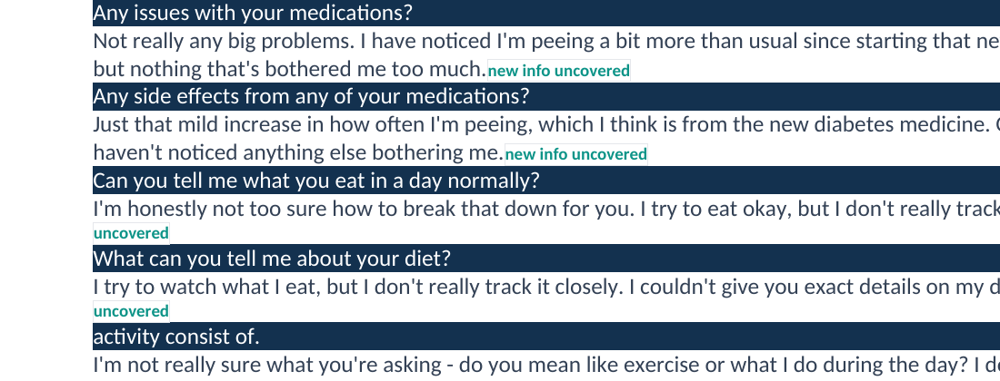 Any issues with your medications?
Not really any big problems. I have noticed I'm peeing a bit more than usual since starting that
but nothing that's bothered me too much. new info uncovered
Any side effects from any of your medications?
Just that mild increase in how often I'm peeing, which I think is from the new diabetes medicine.
haven't noticed anything else bothering me. new info uncovered
Can you tell me what you eat in a day normally?
I'm honestly not too sure how to break that down for you. I try to eat okay, but I don't really track
uncovered
What can you tell me about your diet?
I try to watch what I eat, but I don't really track it closely. I couldn't give you exact details on my
uncovered
activity consist of.
I'm not really sure what you're asking - do you mean like exercise or what I do during the day? I